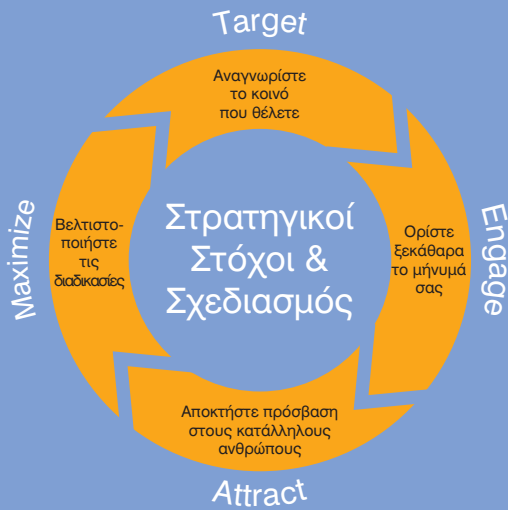 Target
Αναγνωρίστε
το κοινό
που θέλετε
Engage
Ορίστε
ξεκάθαρα
το μήνυμά
σας
Attract
Αποκτήστε πρόσβαση
στους κατάλληλους
ανθρώπους
Maximize
Βελτιστο-
ποιήστε
τις
διαδικασίες
Στρατηγικοί
Στόχοι &
Σχεδιασμός